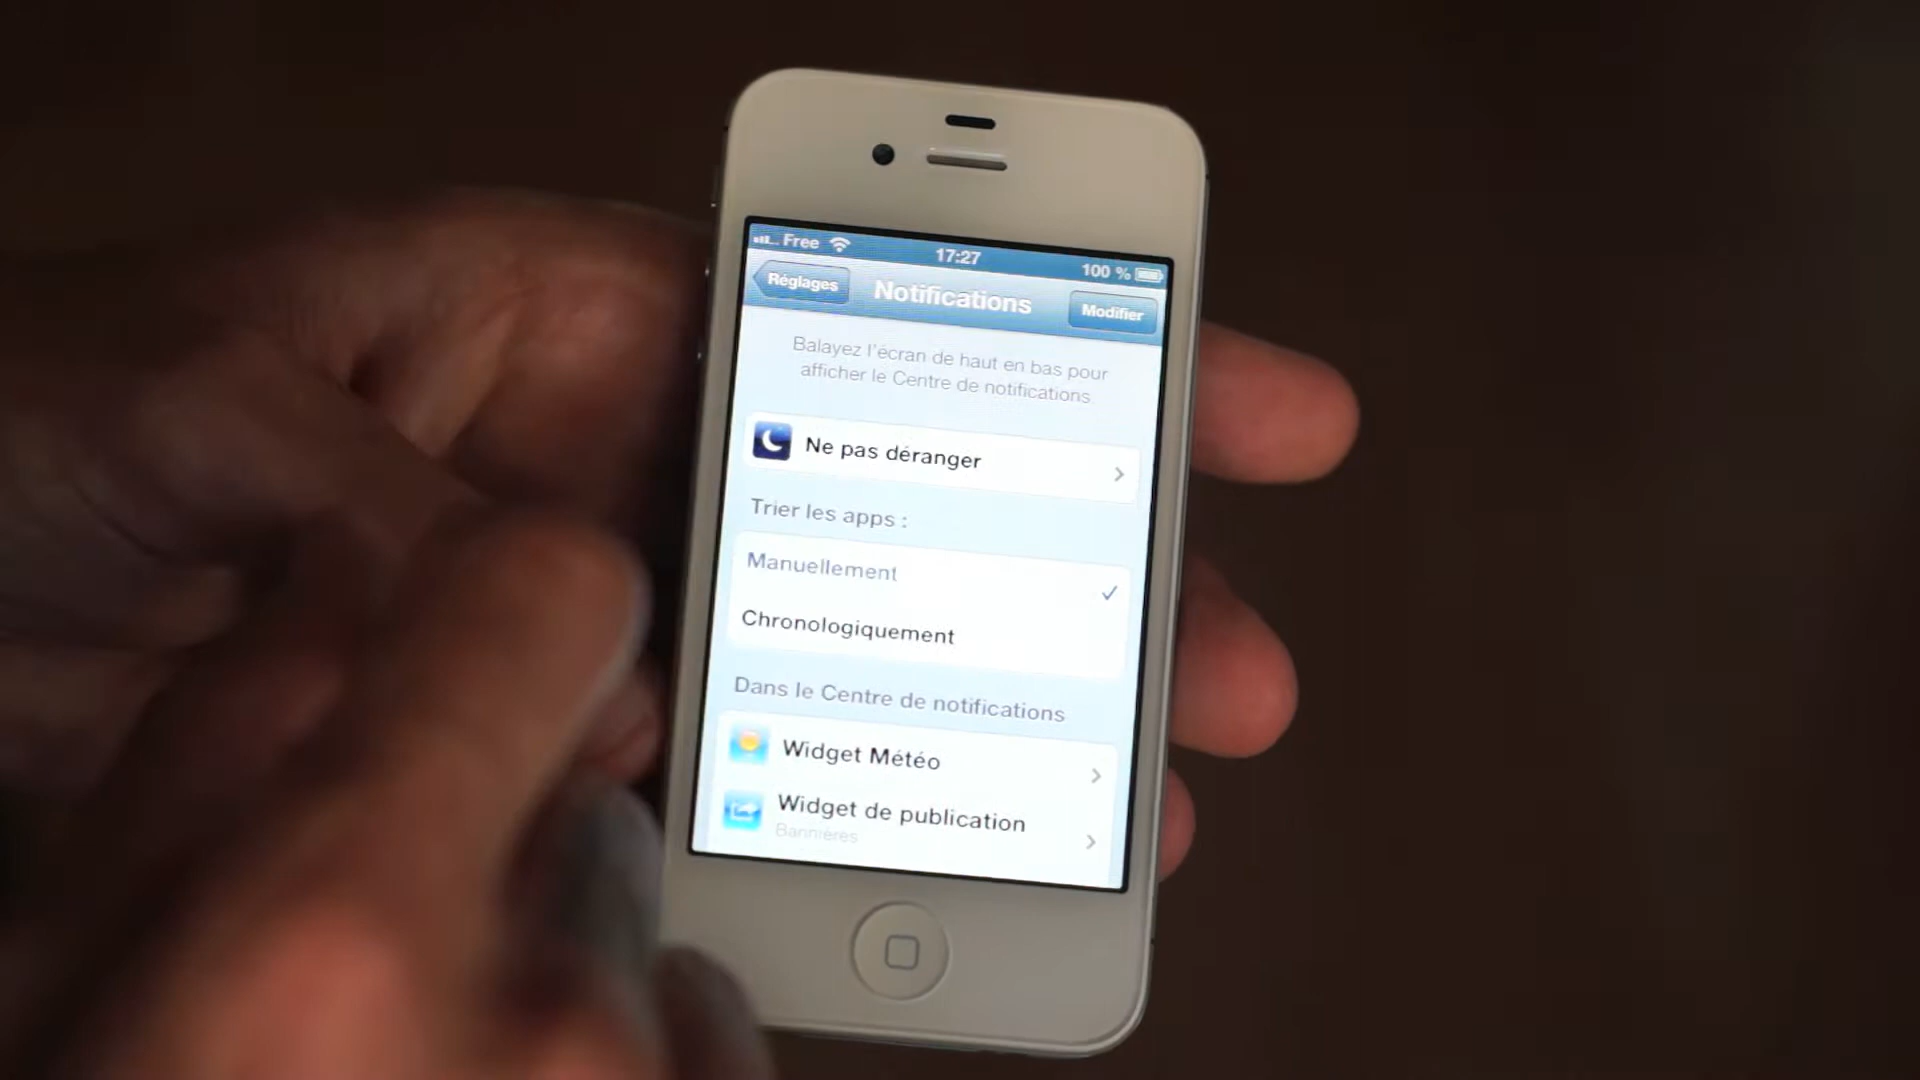 Free
17:27
100 %
Réglages
Notifications
Modifier
Balayez l'écran de haut en bas pour
afficher le Centre de notifications
Ne pas déranger
Trier les apps :
Manuellement
Chronologiquement
Dans le Centre de notifications
Widget Météo
Widget de publication
Bannières